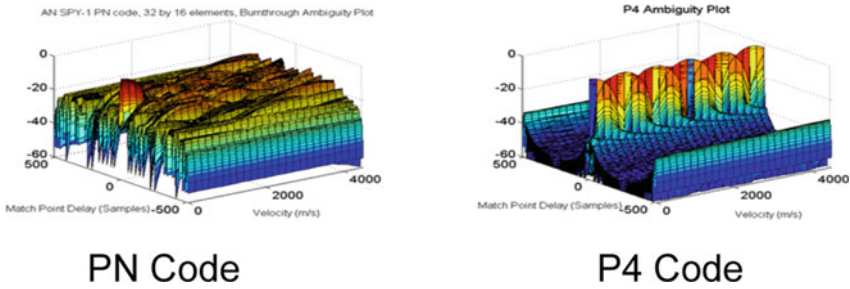 AN SPY-1 PN code, 32 by 16 elements, Burnthrough Ambiguity Plot
0
-20
-40
-60
500
0
-500
0
2000
4000
Match Point Delay (Samples)
Velocity (m/s)
PN Code
P4 Ambiguity Plot
0
-20
-40
-60
500
0
-500
0
2000
4000
Match Point Delay (Samples)
Velocity (m/s)
P4 Code